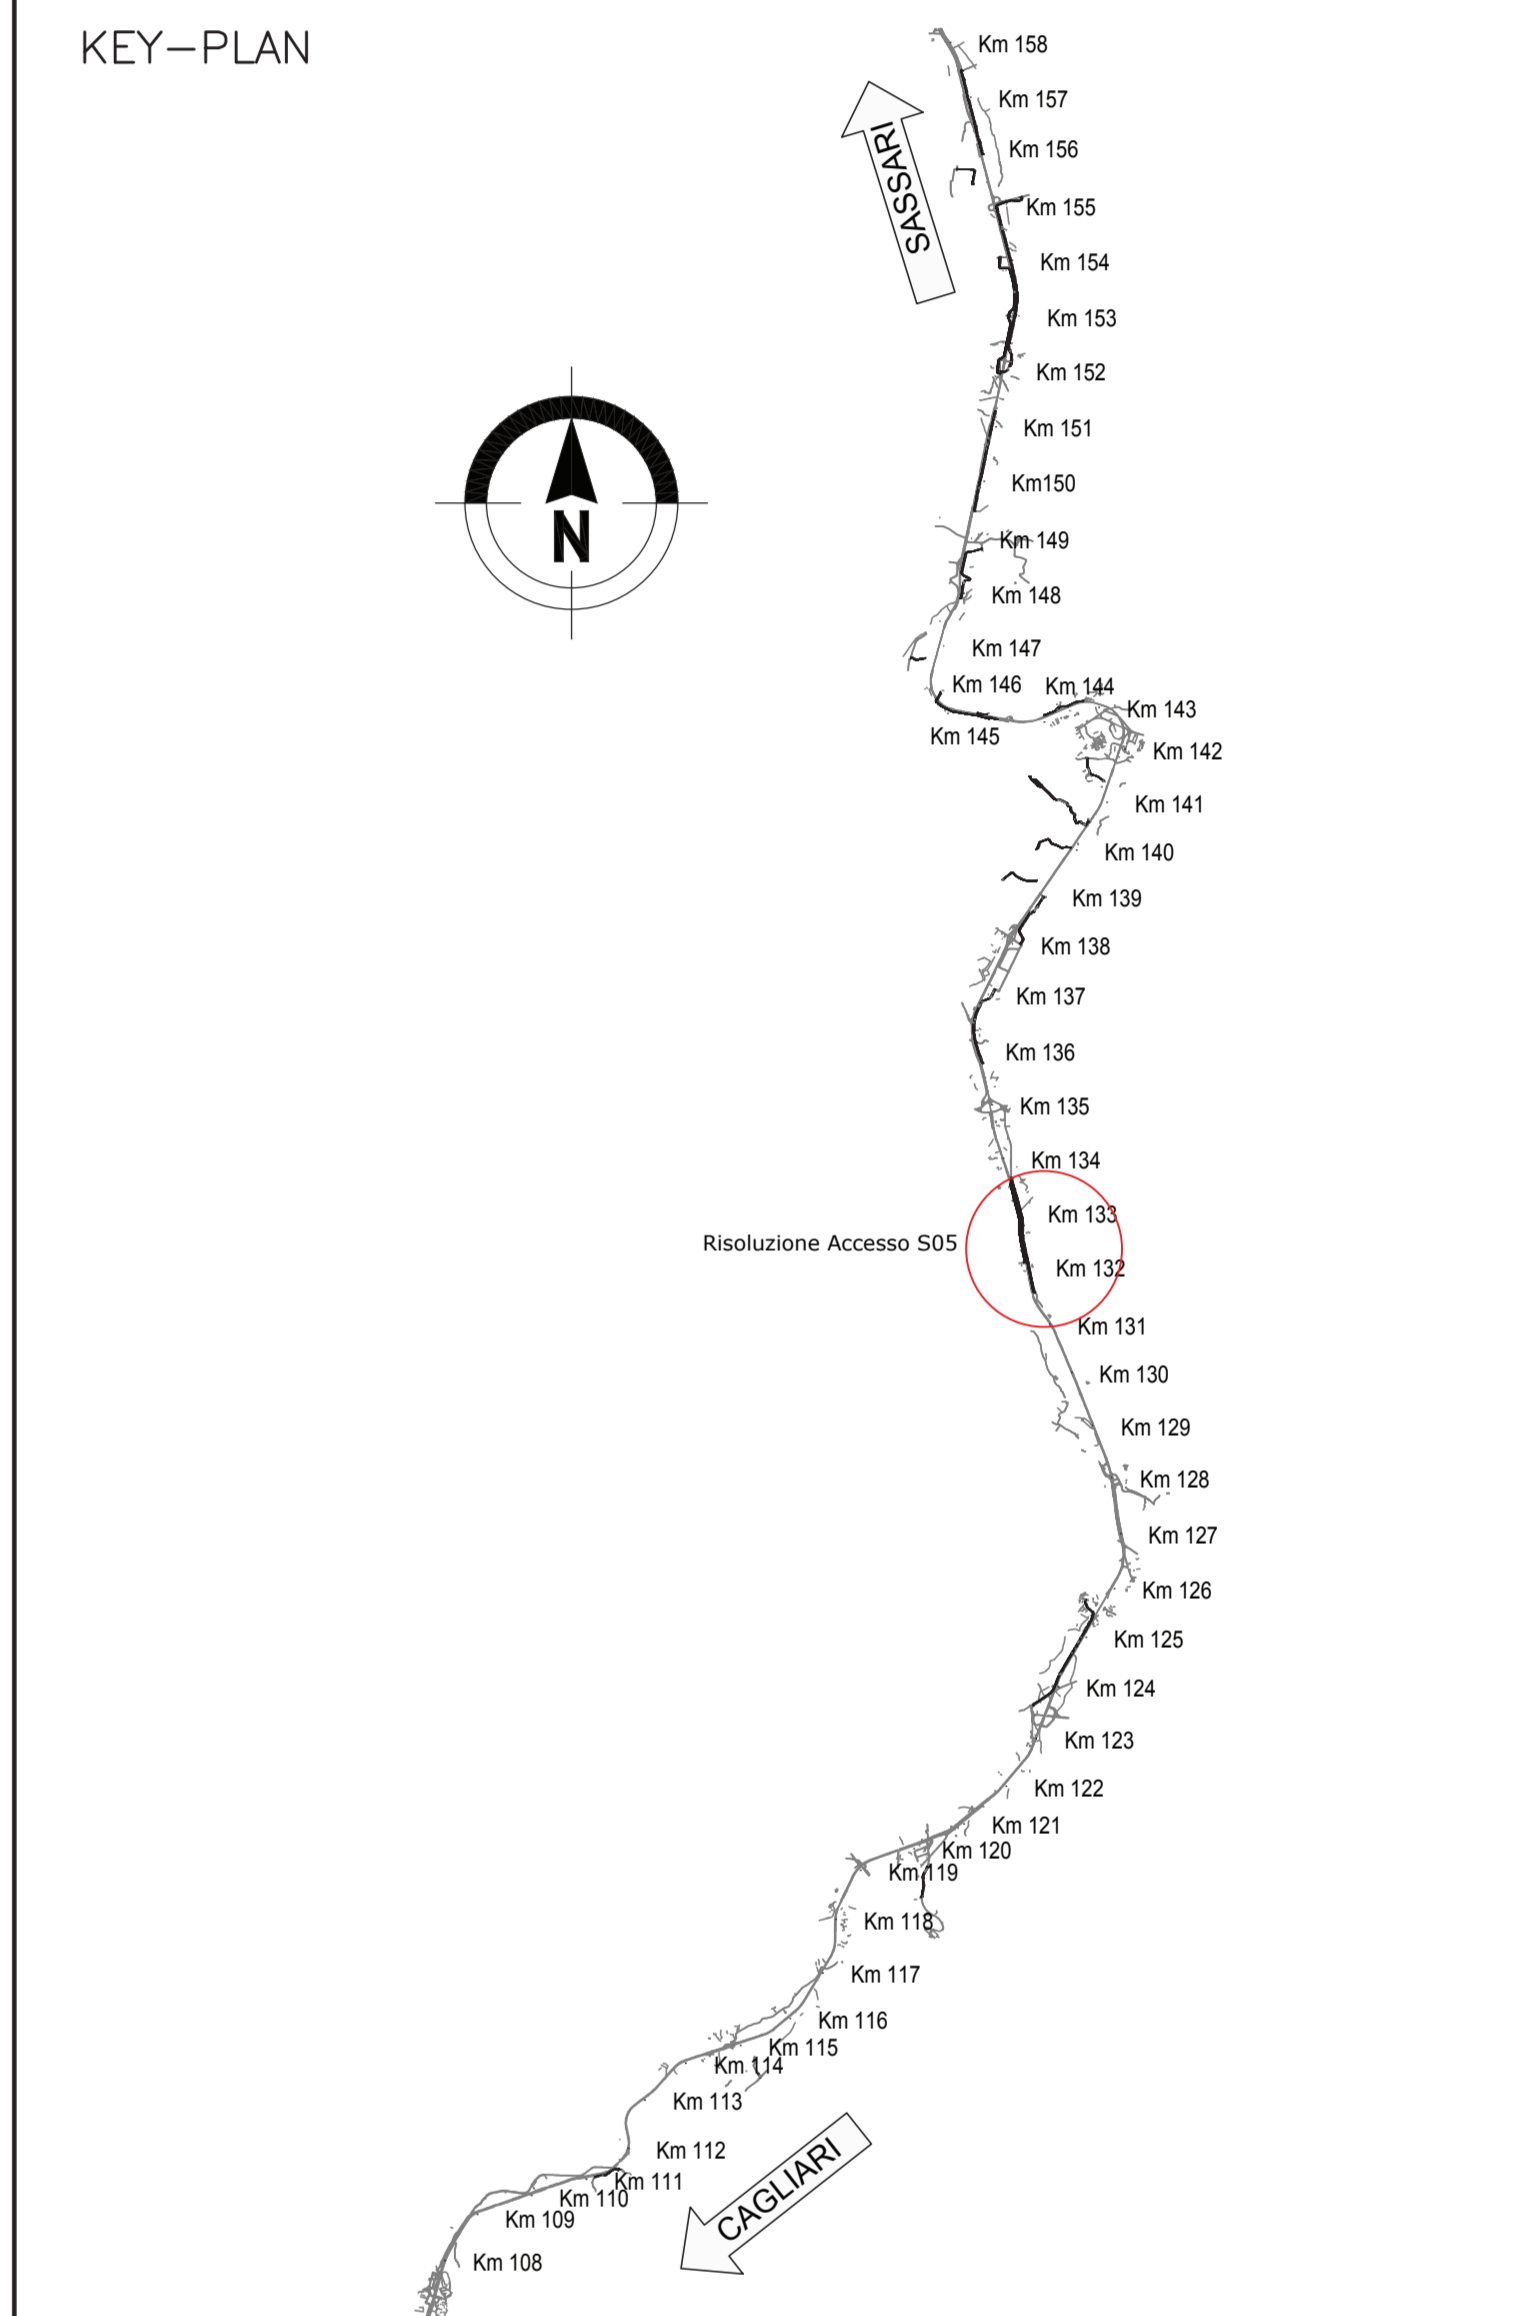 KEY-PLAN
Km 158
Km 157
SASSARI
Km 156
Km 155
Km 154
Km 153
Km 152
Km 151
Km150
N
Km 149
Km 148
Km 147
Km 146
Km 144
Km 143
Km 145
Km 142
Km 141
Km 140
Km 139
Km 138
Km 137
Km 136
Km 135
Km 134
Km 133
Risoluzione Accesso S05
Km 132
Km 131
Km 130
Km 129
Km 128
Km 127
Km 126
Km 125
Km 124
Km 123
Km 122
Km 121
Km 120
Km 119
Km 118
Km 117
Km 116
Km 115
Km 114
Km 113
Km 112
Km 111
Km 110
CAGLIARI
Km 109
Km 108